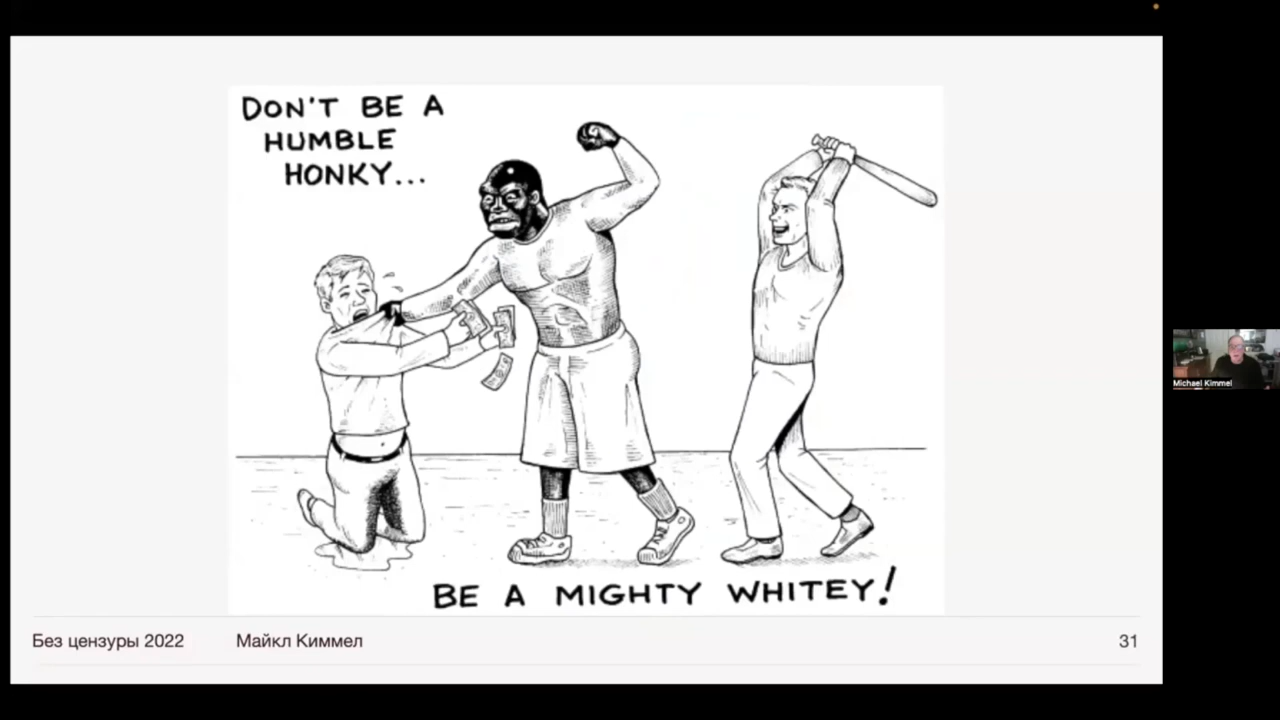 DON'T BE A
HUMBLE
HONKY...
BE A MIGHTY WHITEY!
Без цензуры 2022
Майкл Киммел
31
Michael Kimmel